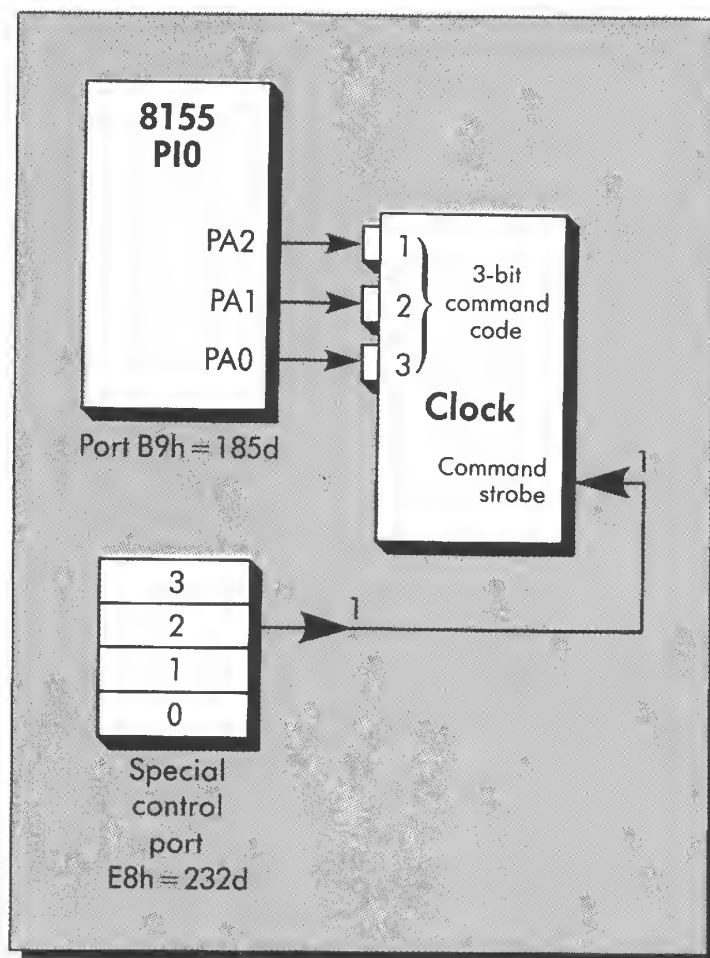 8155
PI0
PA2
PA1
PA0
Port B9h = 185d
1
2
3
3-bit
command
code
Clock
Command
strobe
1
3
2
1
0
1
Special
control
port
E8h = 232d